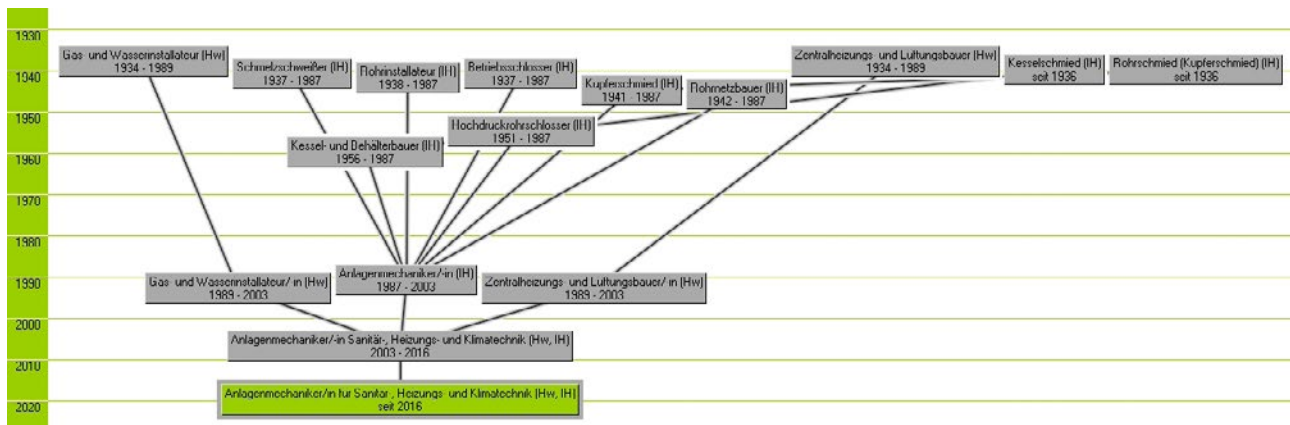 1930
1940
1950
1960
1970
1980
1990
2000
2010
2020
Gas- und Wasserinstallateur (Hw)
1934 - 1989
Schmelzschweißer (IH)
1937 - 1987
Rohrinstallateur (IH)
1938 - 1987
Betriebsschlosser (IH)
1937 - 1987
Kupferschmied (IH)
1941 - 1987
Rohrnetzbauer (IH)
1942 - 1987
Zentralheizungs- und Lüftungsbauer (Hw)
1934 - 1989
Kesselschmied (IH)
seit 1936
Rohrschmied (Kupferschmied) (IH)
seit 1936
Hochdruckrohrschlosser (IH)
1951 - 1987
Kessel- und Behälterbauer (IH)
1956 - 1987
Gas- und Wasserinstallateur/-in (Hw)
1989 - 2003
Anlagenmechaniker/-in (IH)
1987 - 2003
Zentralheizungs- und Lüftungsbauer/-in (Hw)
1989 - 2003
Anlagenmechaniker/-in Sanitär-, Heizungs- und Klimatechnik (Hw, IH)
2003 - 2016
Anlagenmechaniker/in für Sanitär-, Heizungs- und Klimatechnik (Hw, IH)
seit 2016